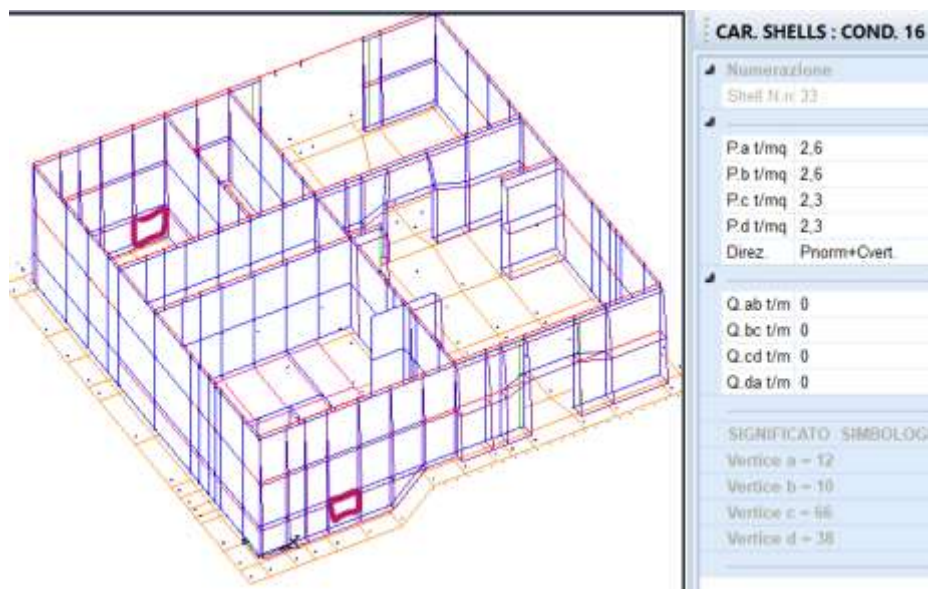 CAR. SHELLS : COND. 16
Numerazione
Shell N.r: 33
P.a t/mq 2,6
P.b t/mq 2,6
P.c t/mq 2,3
P.d t/mq 2,3
Direz. Pnorm+Cvert.
Q.ab t/m 0
Q.bc t/m 0
Q.cd t/m 0
Q.da t/m 0
SIGNIFICATO SIMBOLOG
Vertice a = 12
Vertice b = 10
Vertice c = 66
Vertice d = 38